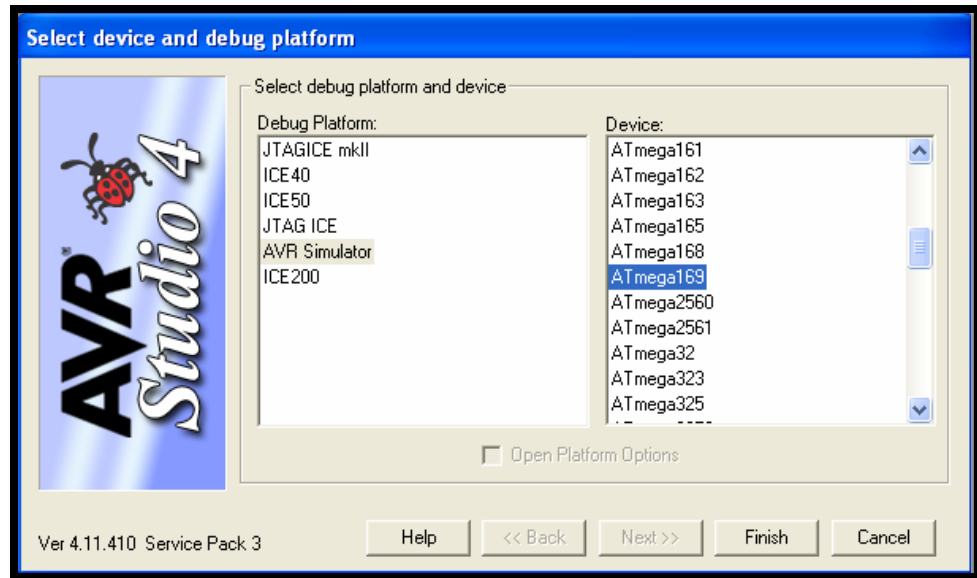 Select device and debug platform
Select debug platform and device
Debug Platform:
JTAGICE mkII
ICE40
ICE50
JTAG ICE
AVR Simulator
ICE200
Device:
ATmega161
ATmega162
ATmega163
ATmega165
ATmega168
ATmega169
ATmega2560
ATmega2561
ATmega32
ATmega323
ATmega325
Open Platform Options
AVR®
Studio 4
Ver 4.11.410 Service Pack 3
Help
<< Back
Next >>
Finish
Cancel